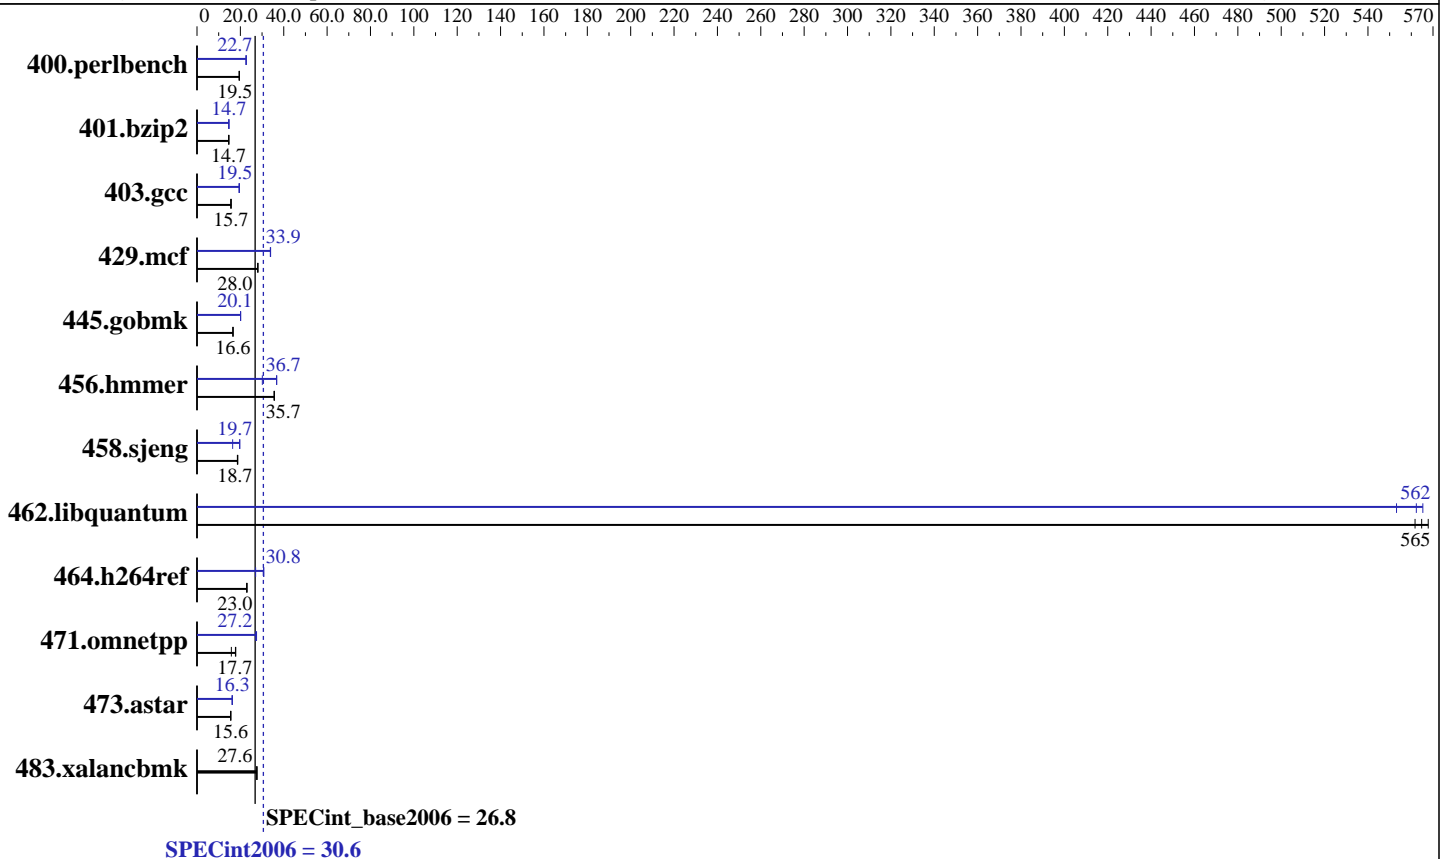 0 20.0 40.0 60.0 80.0 100 120 140 160 180 200 220 240 260 280 300 320 340 360 380 400 420 440 460 480 500 520 540 570
22.7
400.perlbench
19.5
14.7
401.bzip2
14.7
19.5
403.gcc
15.7
33.9
429.mcf
28.0
20.1
445.gobmk
16.6
36.7
456.hmmer
35.7
19.7
458.sjeng
18.7
562
462.libquantum
565
30.8
464.h264ref
23.0
27.2
471.omnetpp
17.7
16.3
473.astar
15.6
27.6
483.xalancbmk
SPECint_base2006 = 26.8
SPECint2006 = 30.6